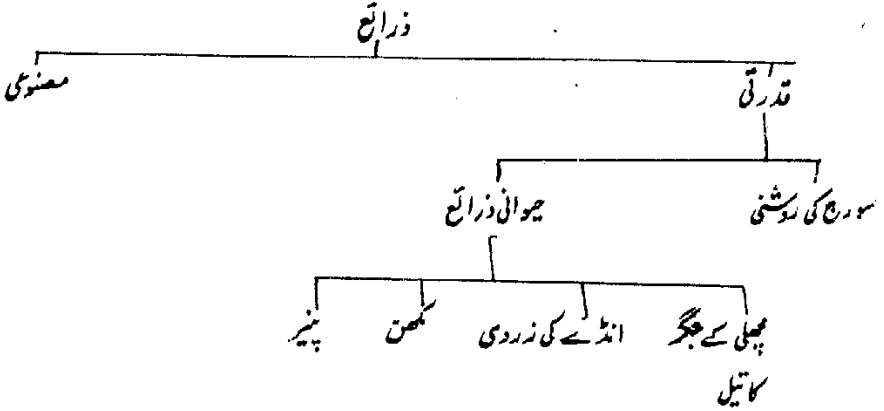 ذرائع
قدرتی
مصنوعی
سورج کی روشنی
حیوانی ذرائع
مچھلی کے جگر
کا تیل
انڈے کی زردی
مکھن
پنیر